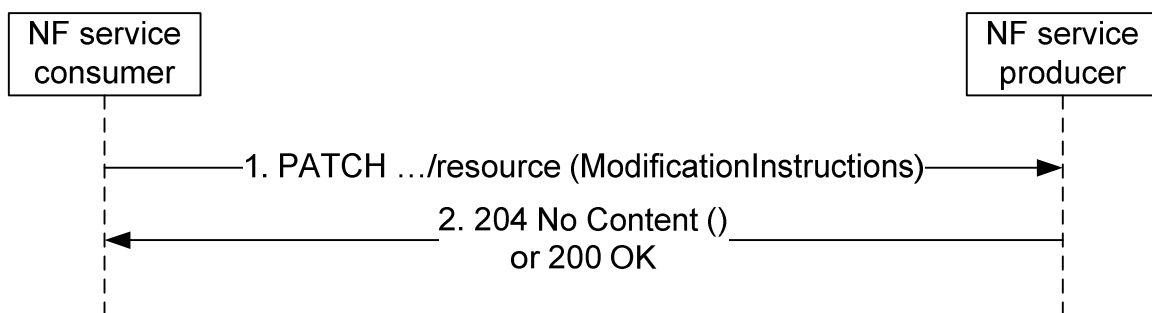 NF service
consumer
NF service
producer
1. PATCH …/resource (ModificationInstructions)
2. 204 No Content ()
or 200 OK